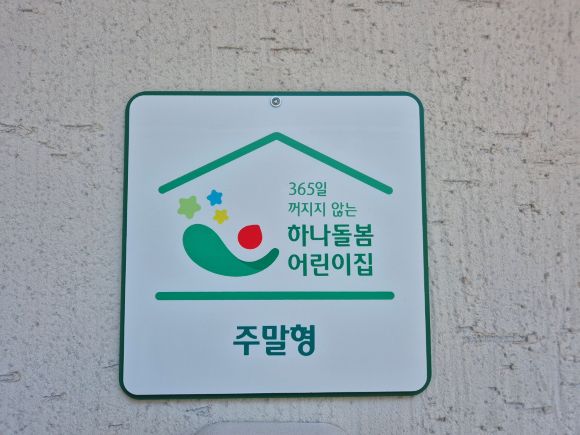 365일
꺼지지 않는
하나돌봄
어린이집
주말형